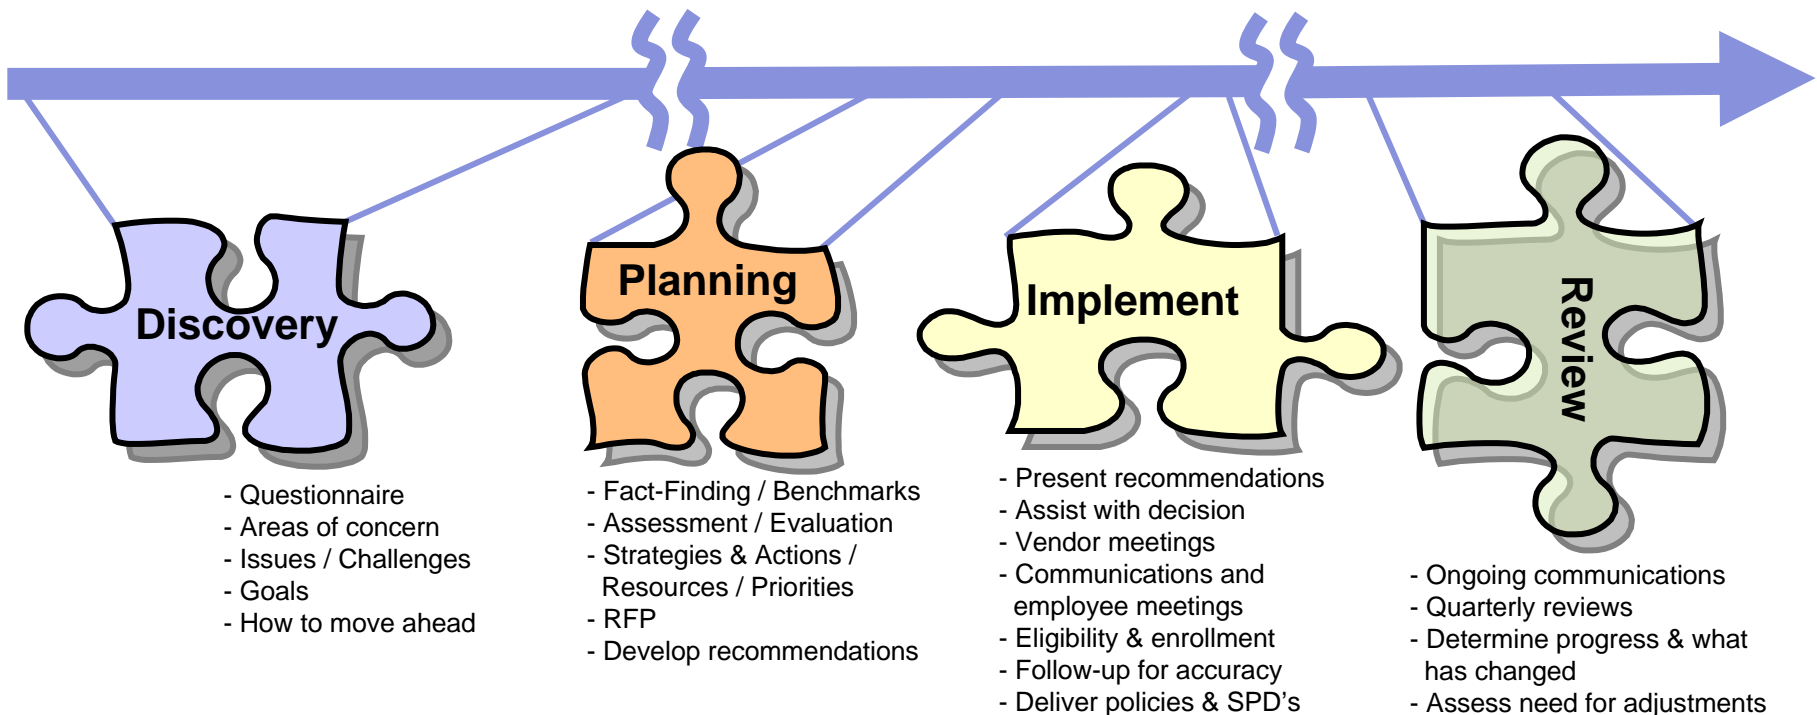 Discovery
- Questionnaire
- Areas of concern
- Issues / Challenges
- Goals
- How to move ahead
Planning
- Fact-Finding / Benchmarks
- Assessment / Evaluation
- Strategies & Actions /
Resources / Priorities
- RFP
- Develop recommendations
Implement
- Present recommendations
- Assist with decision
- Vendor meetings
- Communications and
employee meetings
- Eligibility & enrollment
- Follow-up for accuracy
- Deliver policies & SPD's
Review
- Ongoing communications
- Quarterly reviews
- Determine progress & what
has changed
- Assess need for adjustments